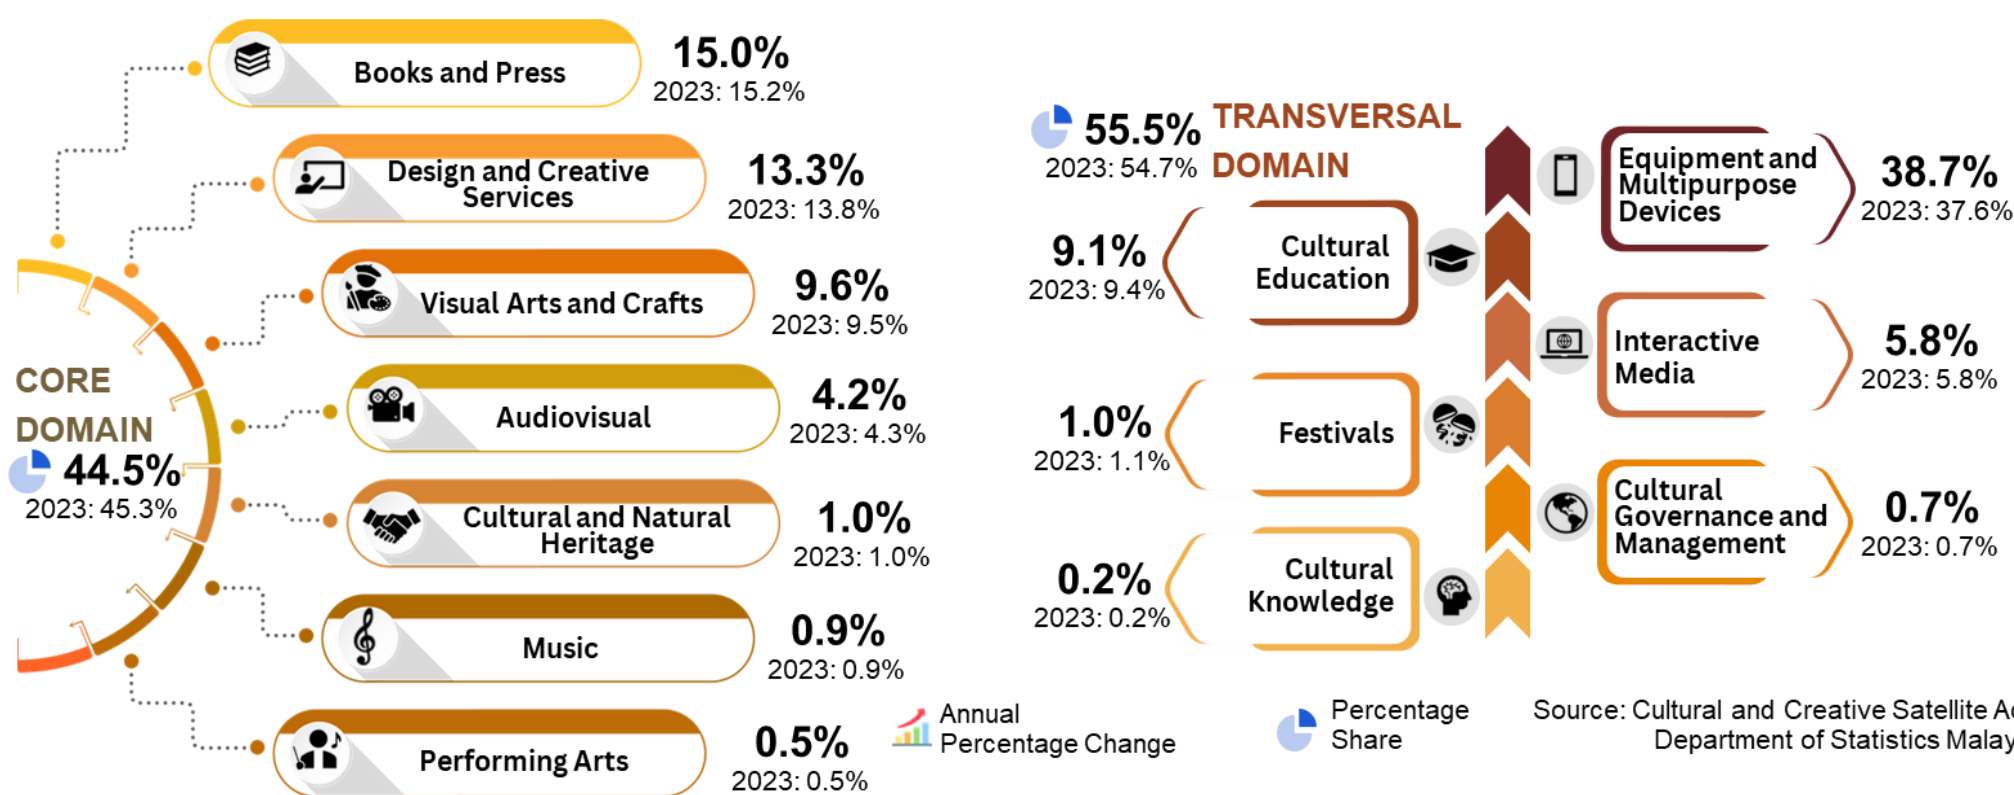 Books and Press
15.0%
2023: 15.2%
Design and Creative
Services
13.3%
2023: 13.8%
Visual Arts and Crafts
9.6%
2023: 9.5%
CORE
DOMAIN
44.5%
2023: 45.3%
Audiovisual
4.2%
2023: 4.3%
Cultural and Natural
Heritage
1.0%
2023: 1.0%
Music
0.9%
2023: 0.9%
Performing Arts
0.5%
2023: 0.5%
55.5%
2023: 54.7%
TRANSVERSAL
DOMAIN
Equipment and
Multipurpose
Devices
38.7%
2023: 37.6%
Cultural
Education
9.1%
2023: 9.4%
Interactive
Media
5.8%
2023: 5.8%
Festivals
1.0%
2023: 1.1%
Cultural
Governance and
Management
0.7%
2023: 0.7%
Cultural
Knowledge
0.2%
2023: 0.2%
Annual
Percentage Change
Percentage
Share
Source: Cultural and Creative Satellite
Department of Statistics